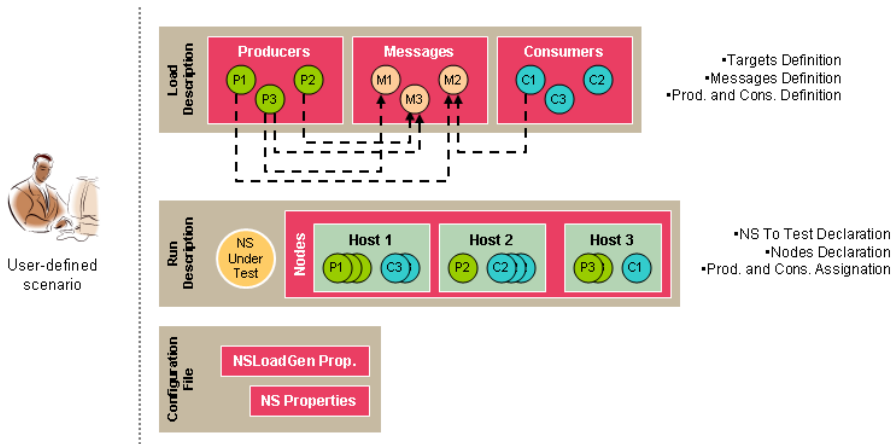 Producers
Messages
Consumers
Load
Description
P1
P2
P3
M1
M2
M3
C1
C2
C3
▪Targets Definition
▪Messages Definition
▪Prod. and Cons. Definition
User-defined
scenario
Run
Description
NS
Under
Test
Nodes
Host 1
Host 2
Host 3
P1
C3
P2
C2
P3
C1
▪NS To Test Declaration
▪Nodes Declaration
▪Prod. and Cons. Assignation
Configuration
File
NSLoadGen Prop.
NS Properties